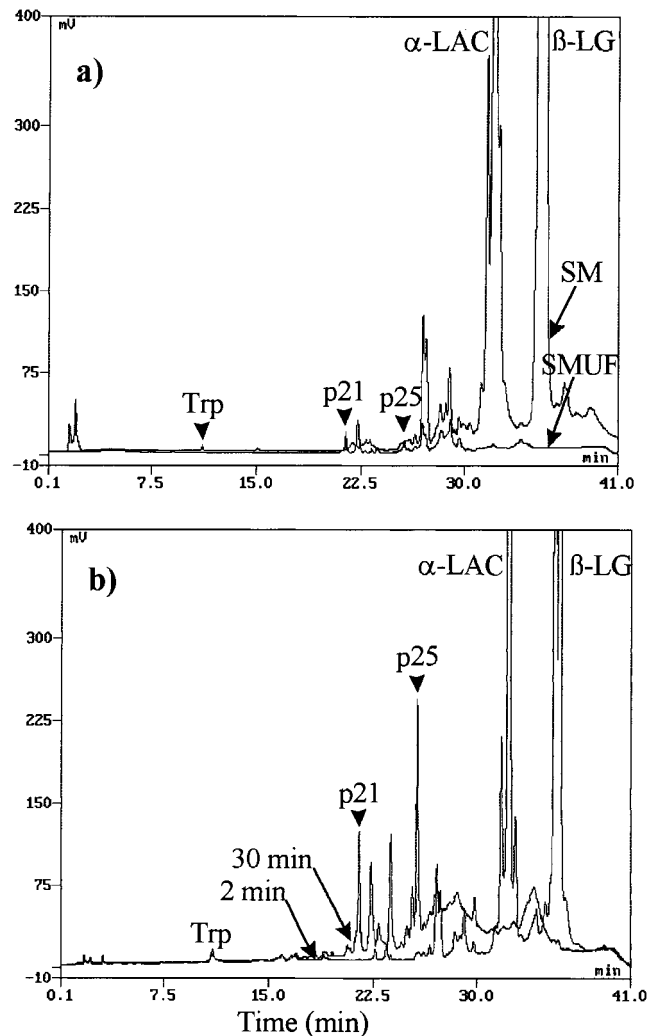 400
mV
a)
α-LAC
ß-LG
300
225
150
SM
SMUF
75
Trp
p21
p25
-10
min
0.1
7.5
15.0
22.5
30.0
41.0
400
mV
b)
α-LAC
ß-LG
300
p25
225
150
p21
30 min
75
2 min
Trp
-10
min
0.1
7.5
15.0
22.5
30.0
41.0
Time (min)